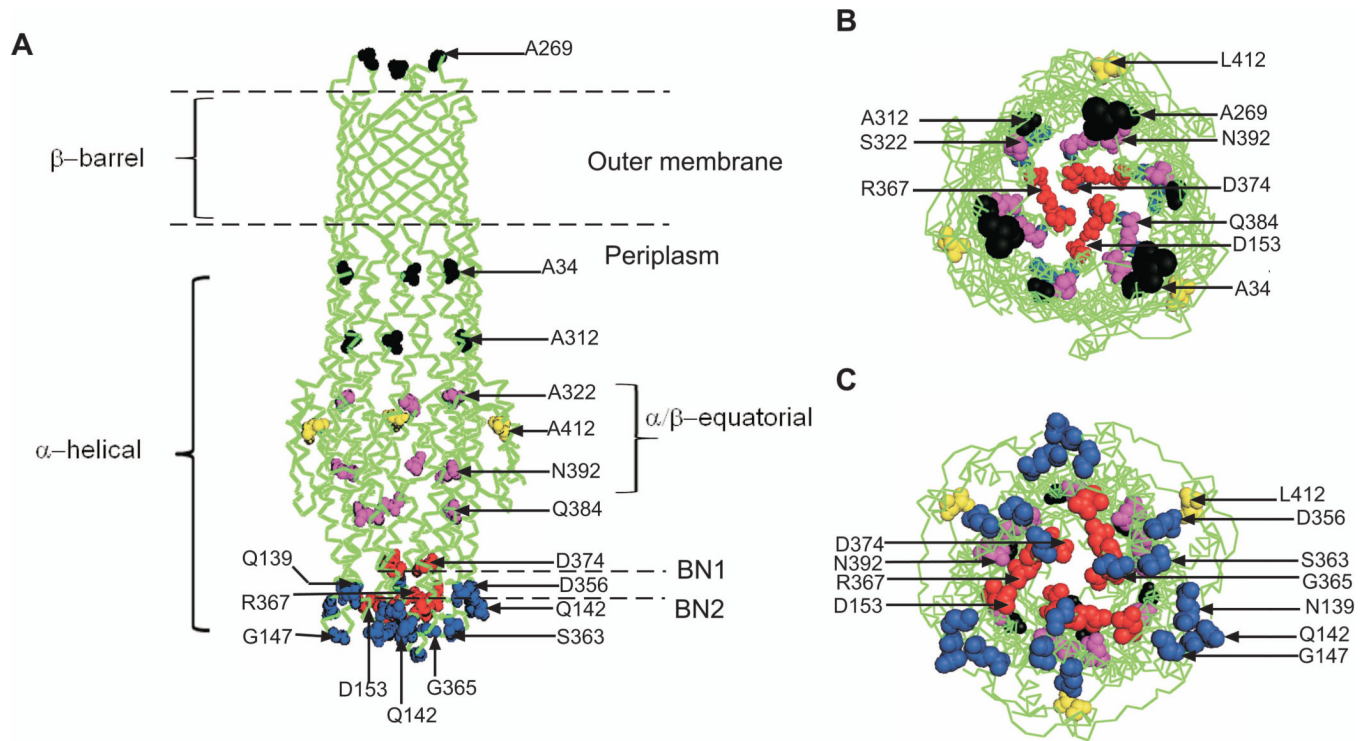 A
A269
β-barrel
Outer membrane
Periplasm
A34
A312
α-helical
A322
A412
α/β-equatorial
N392
Q384
Q139
D374
BN1
D356
R367
BN2
Q142
G147
S363
D153
G365
Q142
B
L412
A312
A269
S322
N392
R367
D374
Q384
D153
A34
C
L412
D356
D374
N392
S363
R367
G365
D153
N139
Q142
G147